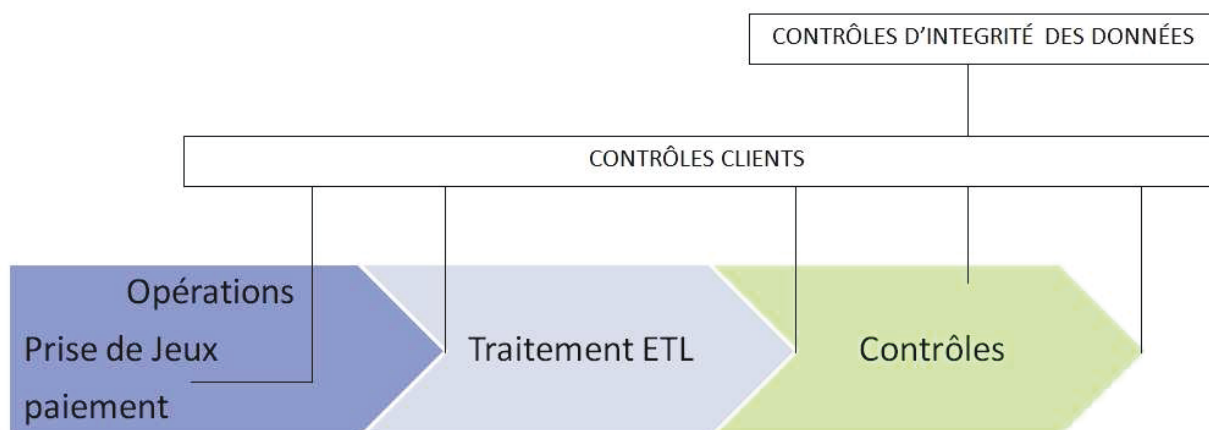 CONTRÔLES D'INTEGRITÉ DES DONNÉES
CONTRÔLES CLIENTS
Opérations
Prise de Jeux
paiement
Traitement ETL
Contrôles